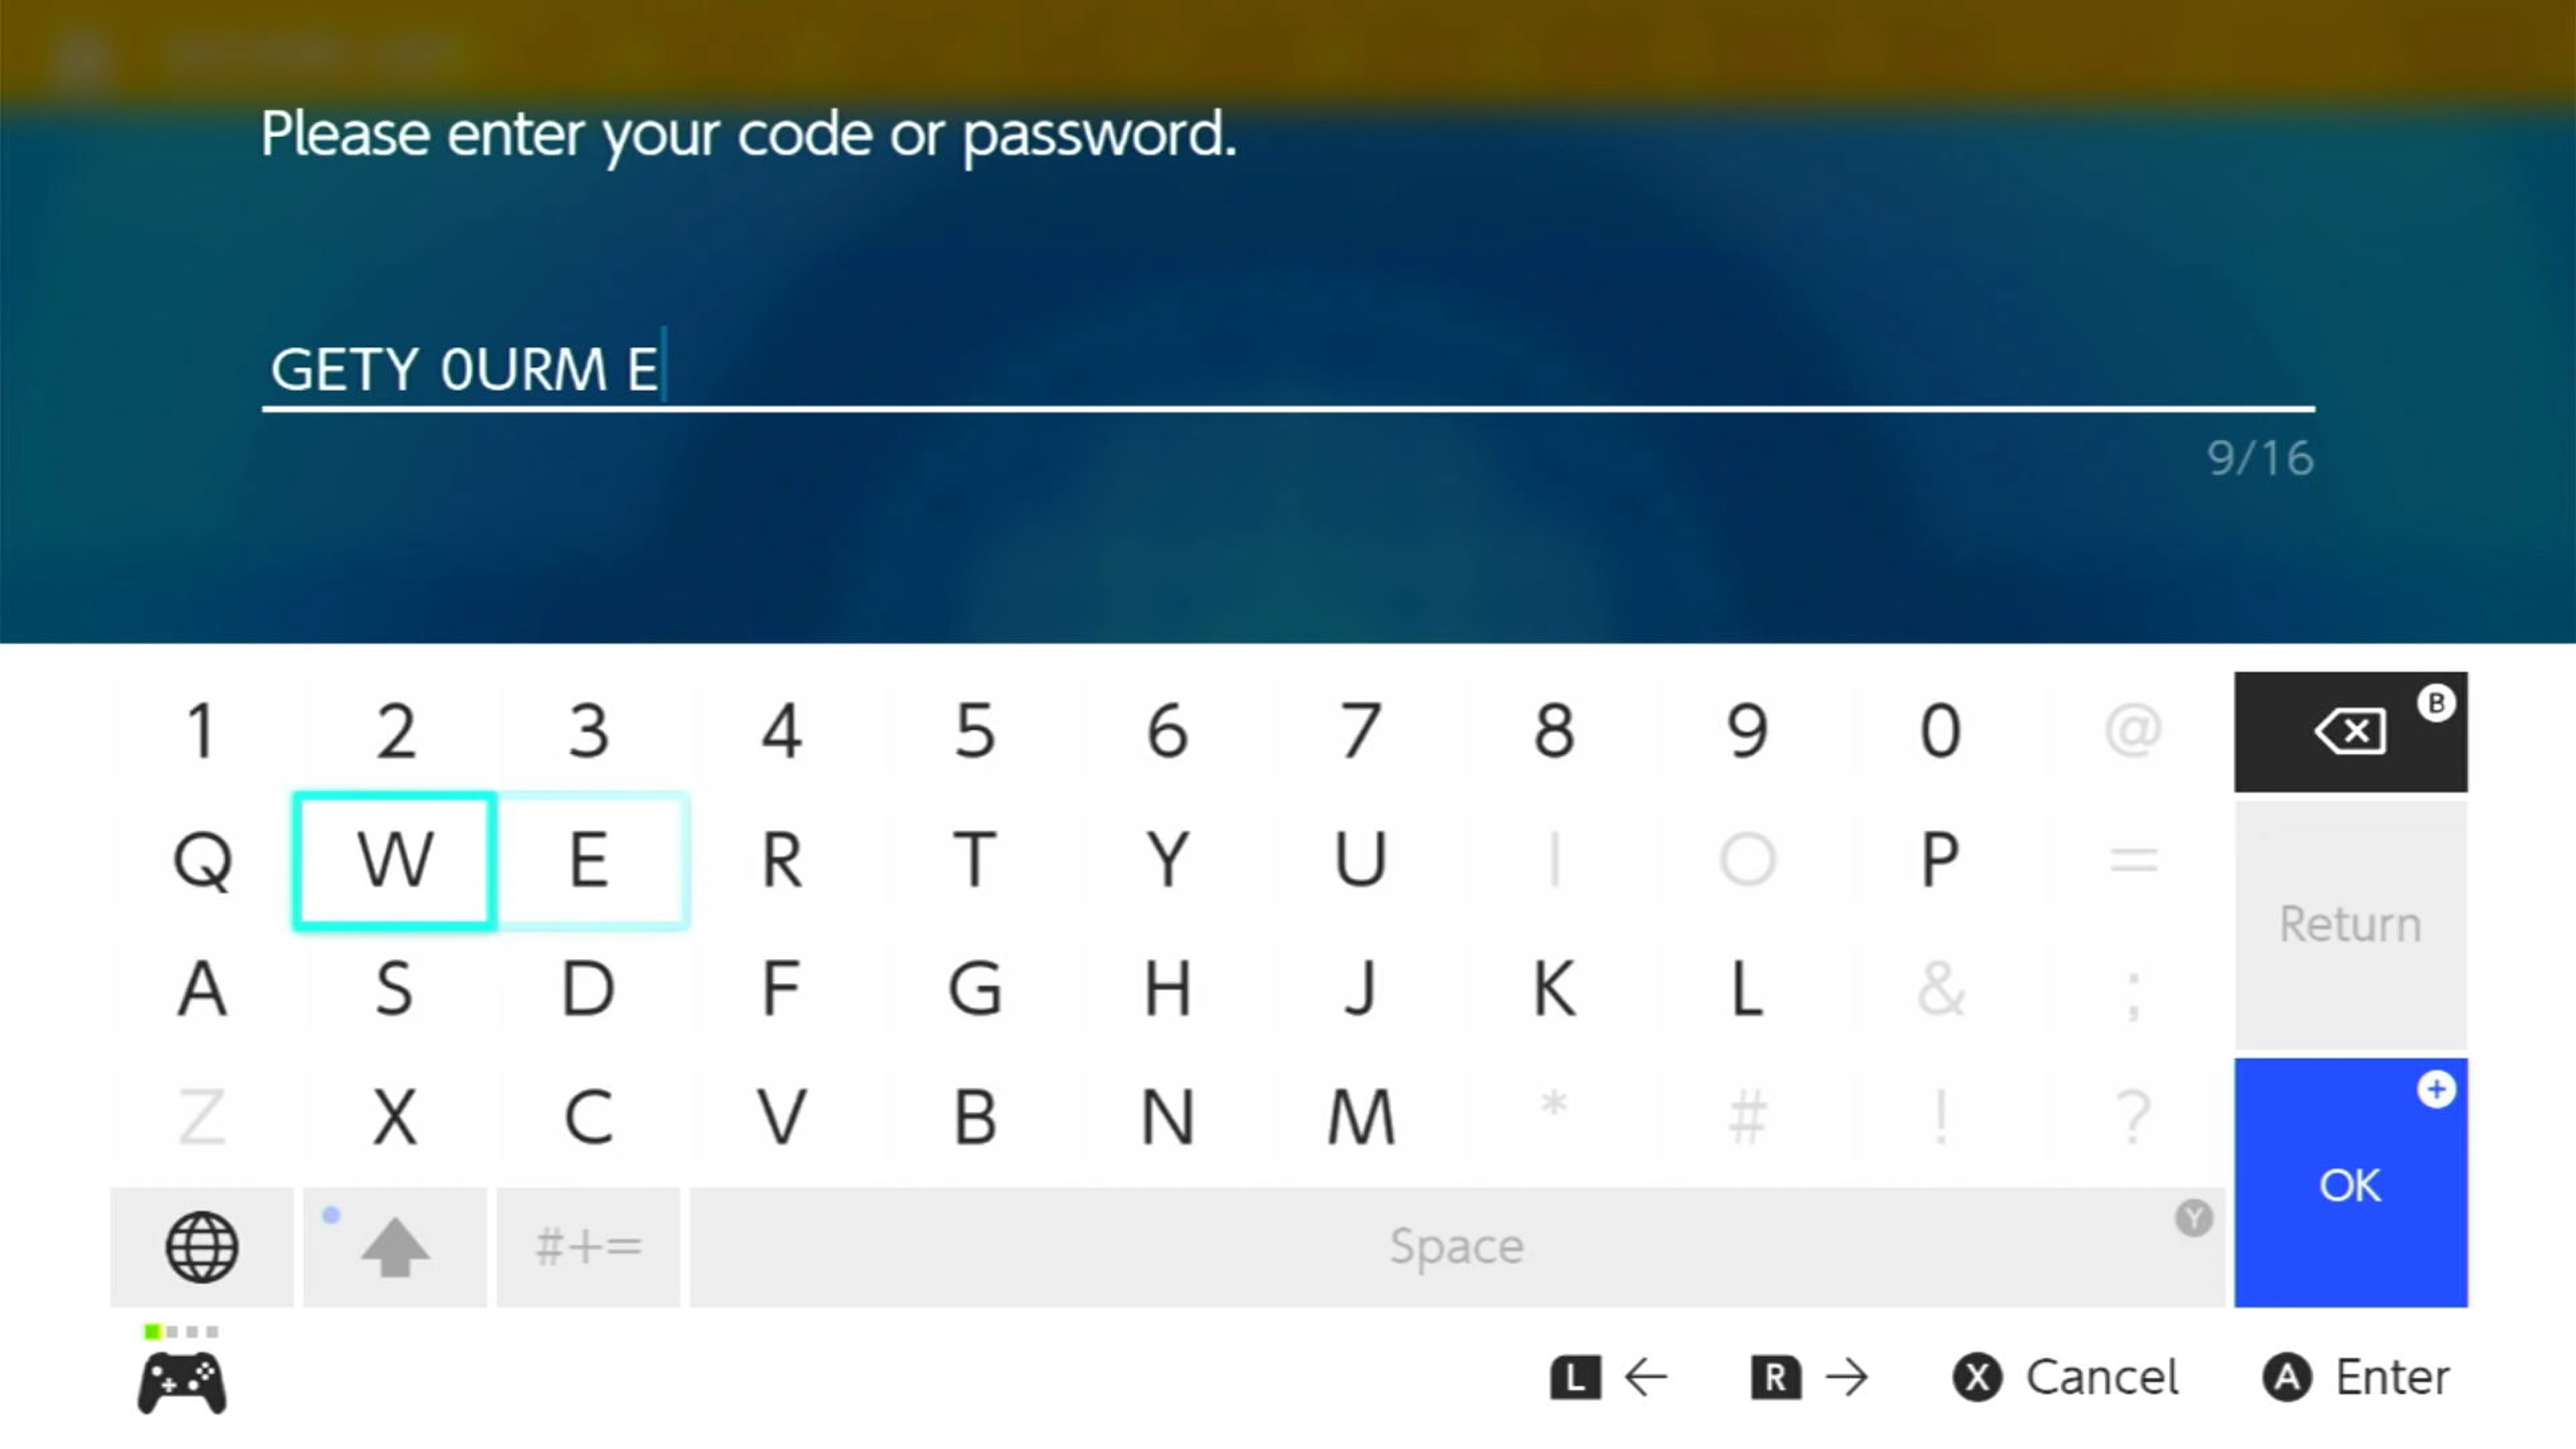 Please enter your code or password.
GETY 0URM E
9/16
1 2 3 4 5 6 7 8 9 0 @ B
Q W E R T Y U I O P =
Return
A S D F G H J K L & ;
Z X C V B N M * # ! ? +
OK
#+= Space Y
L ← R → X Cancel A Enter